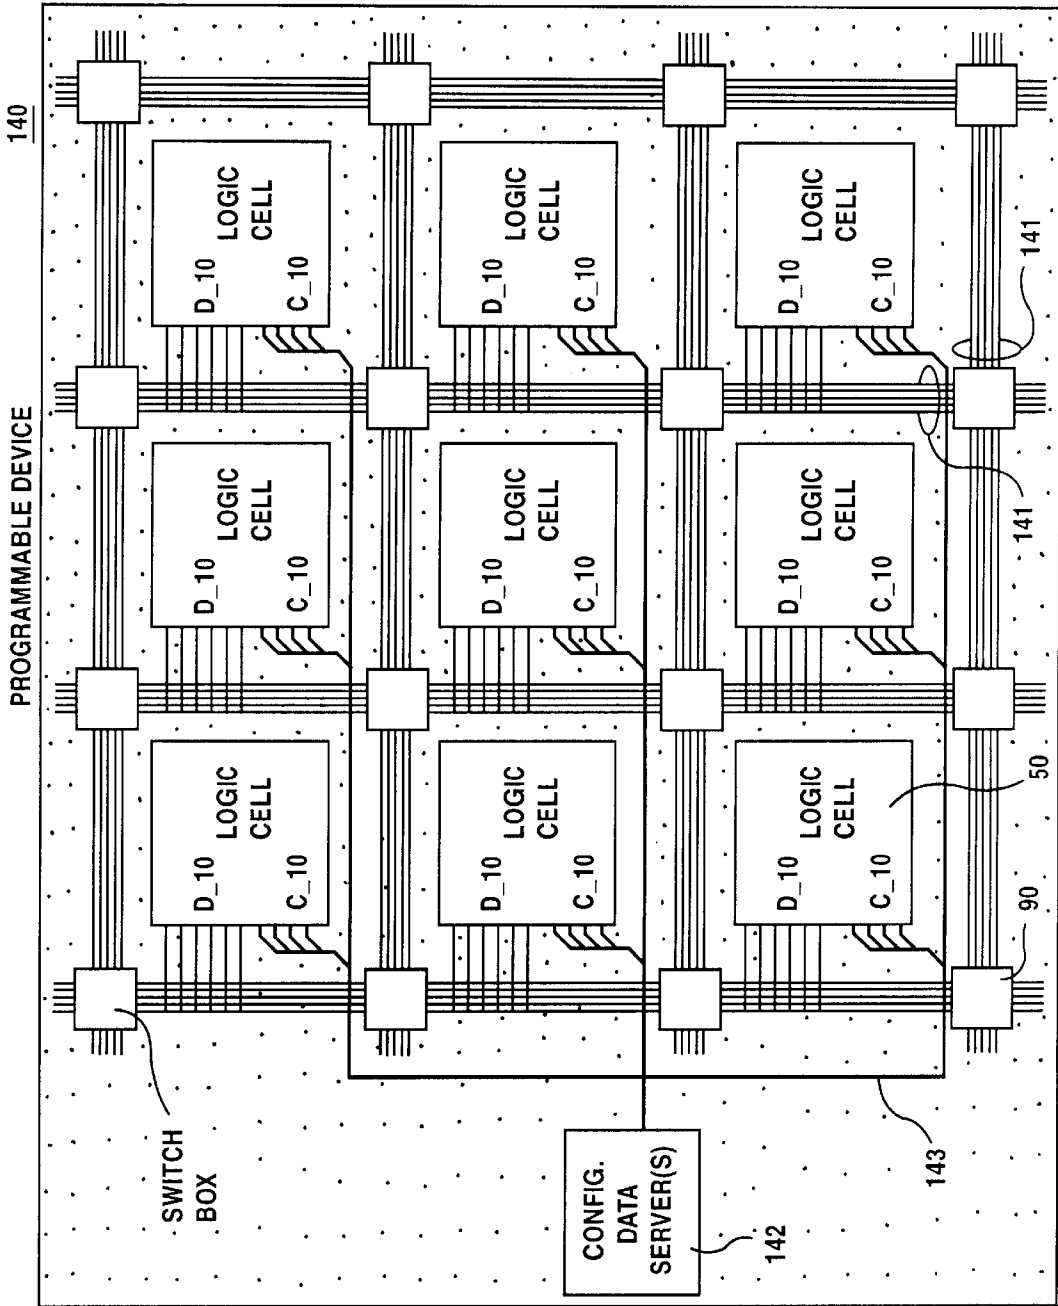 PROGRAMMABLE DEVICE
140
SWITCH
BOX
D_10
LOGIC
CELL
C_10
D_10
LOGIC
CELL
C_10
D_10
LOGIC
CELL
C_10
CONFIG.
DATA
SERVER(S)
142
D_10
LOGIC
CELL
C_10
D_10
LOGIC
CELL
C_10
D_10
LOGIC
CELL
C_10
D_10
LOGIC
CELL
C_10
D_10
LOGIC
CELL
C_10
D_10
LOGIC
CELL
C_10
143
90
50
141
141